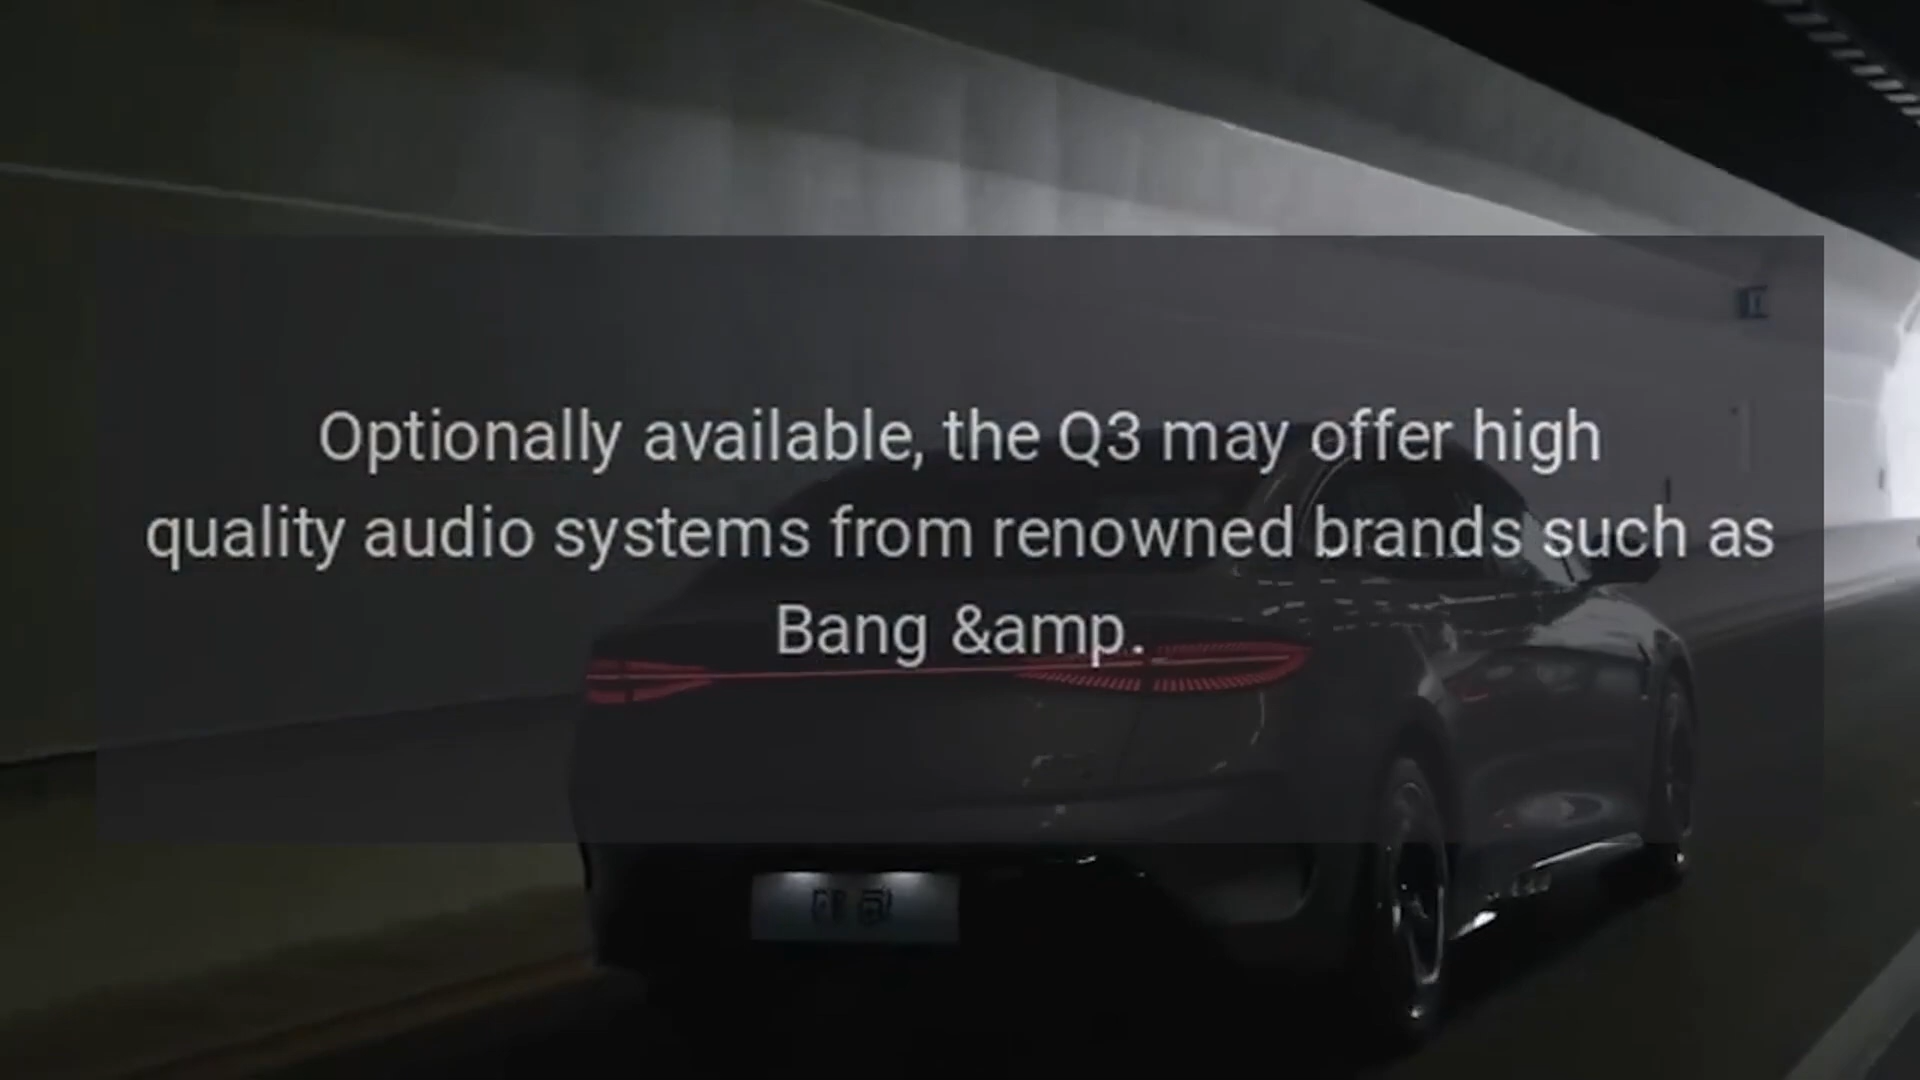 Optionally available, the Q3 may offer high
quality audio systems from renowned brands such as
Bang &amp.